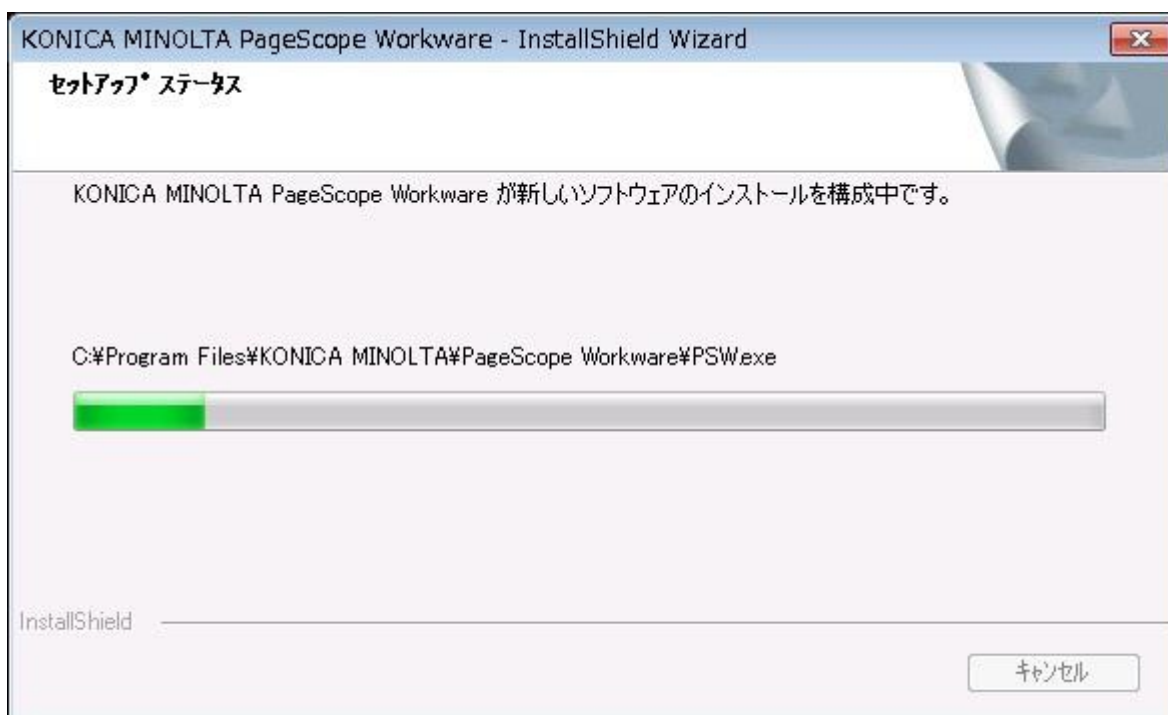 KONICA MINOLTA PageScope Workware - InstallShield Wizard
セットアップ ステータス
KONICA MINOLTA PageScope Workware が新しいソフトウェアのインストールを構成中です。
C:¥Program Files¥KONICA MINOLTA¥PageScope Workware¥PSW.exe
InstallShield
キャンセル